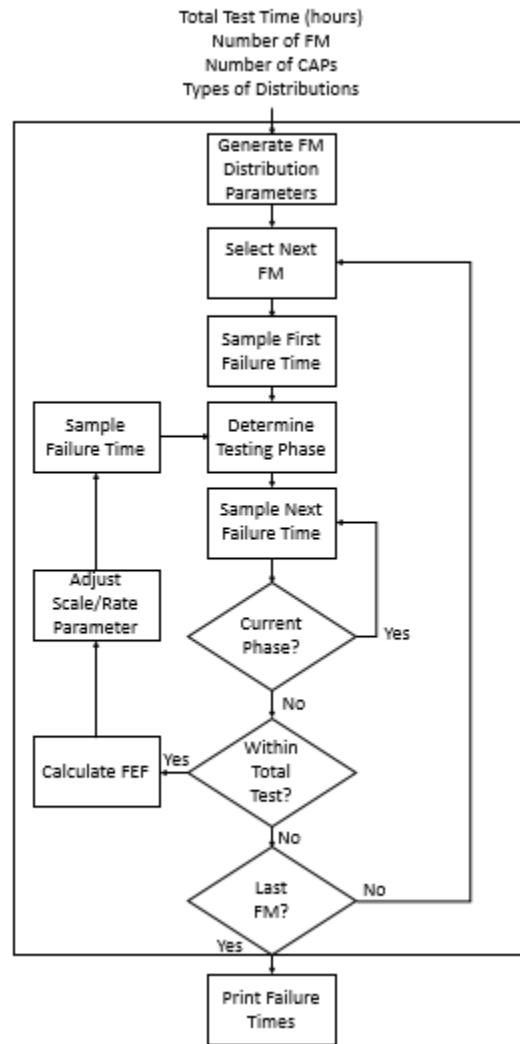 Total Test Time (hours)
Number of FM
Number of CAPs
Types of Distributions
Generate FM
Distribution
Parameters
Select Next
FM
Sample First
Failure Time
Sample
Failure Time
Determine
Testing Phase
Sample Next
Failure Time
Adjust
Scale/Rate
Parameter
Current
Phase?
Yes
No
Calculate FEF
Yes
Within
Total
Test?
No
Last
FM?
No
Yes
Print Failure
Times